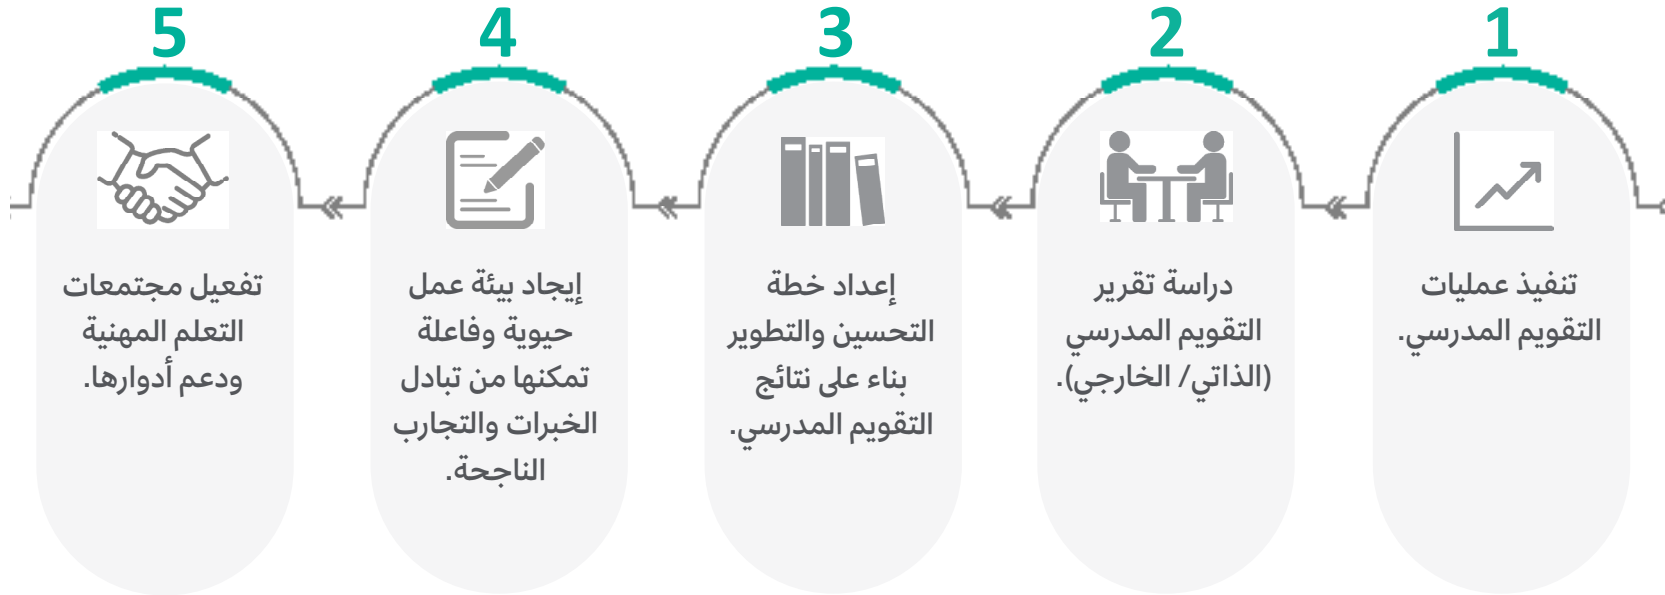 1
تنفيذ عمليات
التقويم المدرسي.
2
دراسة تقرير
التقويم المدرسي
(الذاتي/ الخارجي).
3
إعداد خطة
التحسين والتطوير
بناء على نتائج
التقويم المدرسي.
4
إيجاد بيئة عمل
حيوية وفاعلة
تمكنها من تبادل
الخبرات والتجارب
الناجحة.
5
تفعيل مجتمعات
التعلم المهنية
ودعم أدوارها.